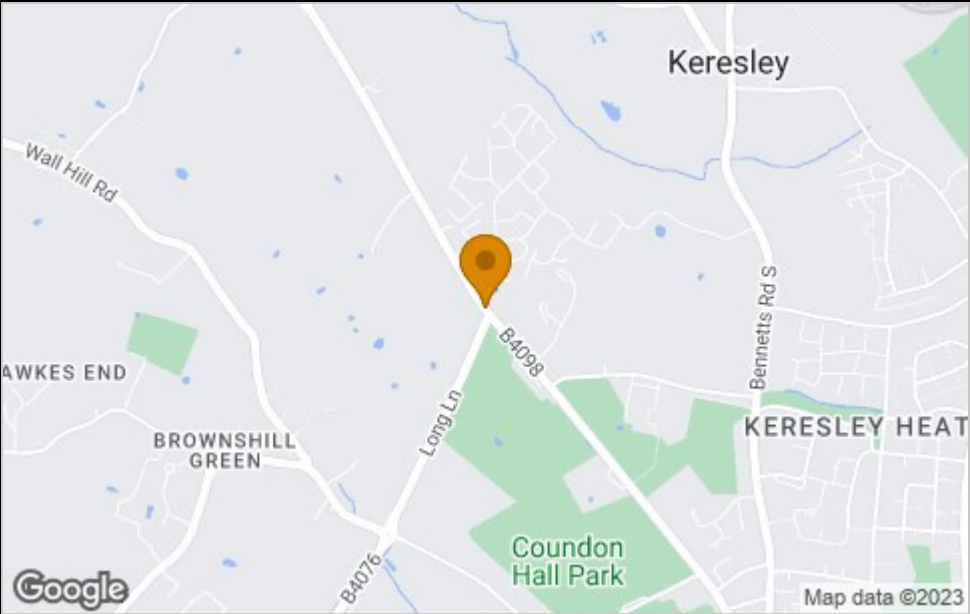 Keresley
Wall Hill Rd
Bennetts Rd S
B4098
AWKES END
Long Ln
KERESLEY HEAT
BROWNSHILL
GREEN
Coundon
Hall Park
B4076
Google
Map data ©2023